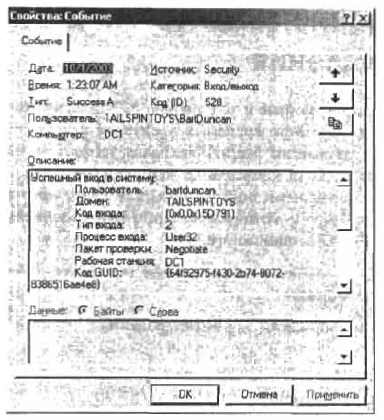 Свойства: Событие
Событие
Дата: 10/1/2003 Источник: Security
Время: 1:23:07 AM Категория: Вход/выход
Тип: Success A Код (ID): 528
Пользователь: TAILSPINTOYS\BartDuncan
Компьютер: DC1
Описание:
Успешный вход в систему:
Пользователь: bartduncan
Домен: TAILSPINTOYS
Код входа: (0x0,0x15D791)
Тип входа: 2
Процесс входа: User32
Пакет проверки: Negotiate
Рабочая станция: DC1
Код GUID: {64f92975-f430-2b74-8072-
8386516ae4e8}
Данные: Байты Слова
OK Отмена Применить